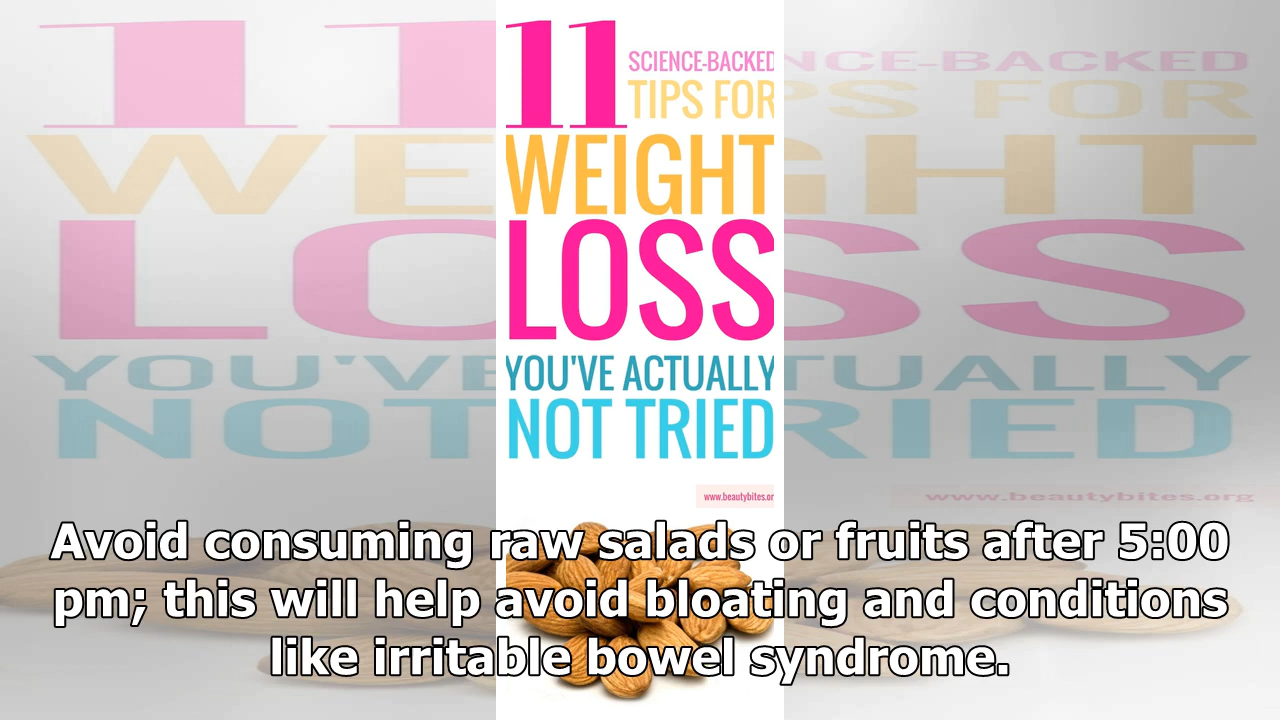 11 SCIENCE-BACKED
TIPS FOR
WEIGHT
LOSS
YOU'VE ACTUALLY
NOT TRIED
www.beautybites.org
Avoid consuming raw salads or fruits after 5:00
pm; this will help avoid bloating and conditions
like irritable bowel syndrome.